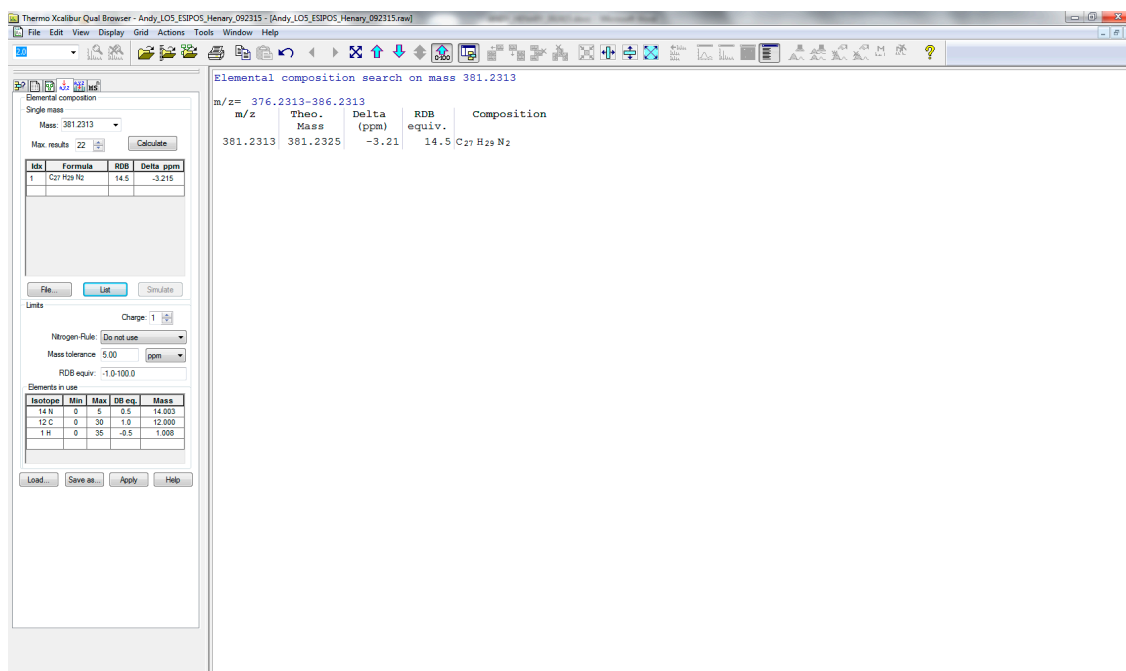 Thermo Xcalibur Qual Browser - Andy_LO5_ESIPOS_Henary_092315 - [Andy_LO5_ESIPOS_Henary_092315.raw]
File Edit View Display Grid Actions Tools Window Help
2.0
Elemental composition
Single mass
Mass: 381.2313
Max. results 22 Calculate
Idx Formula RDB Delta ppm
1 C27 H29 N2 14.5 -3.215
File... List Simulate
Limits
Charge: 1
Nitrogen-Rule: Do not use
Mass tolerance 5.00 ppm
RDB equiv: -1.0-100.0
Elements in use
Isotope Min Max DB eq. Mass
14 N 0 5 0.5 14.003
12 C 0 30 1.0 12.000
1 H 0 35 -0.5 1.008
Load... Save as... Apply Help
Elemental composition search on mass 381.2313
m/z= 376.2313-386.2313
m/z Theo. Delta RDB Composition
Mass (ppm) equiv.
381.2313 381.2325 -3.21 14.5 C27 H29 N2